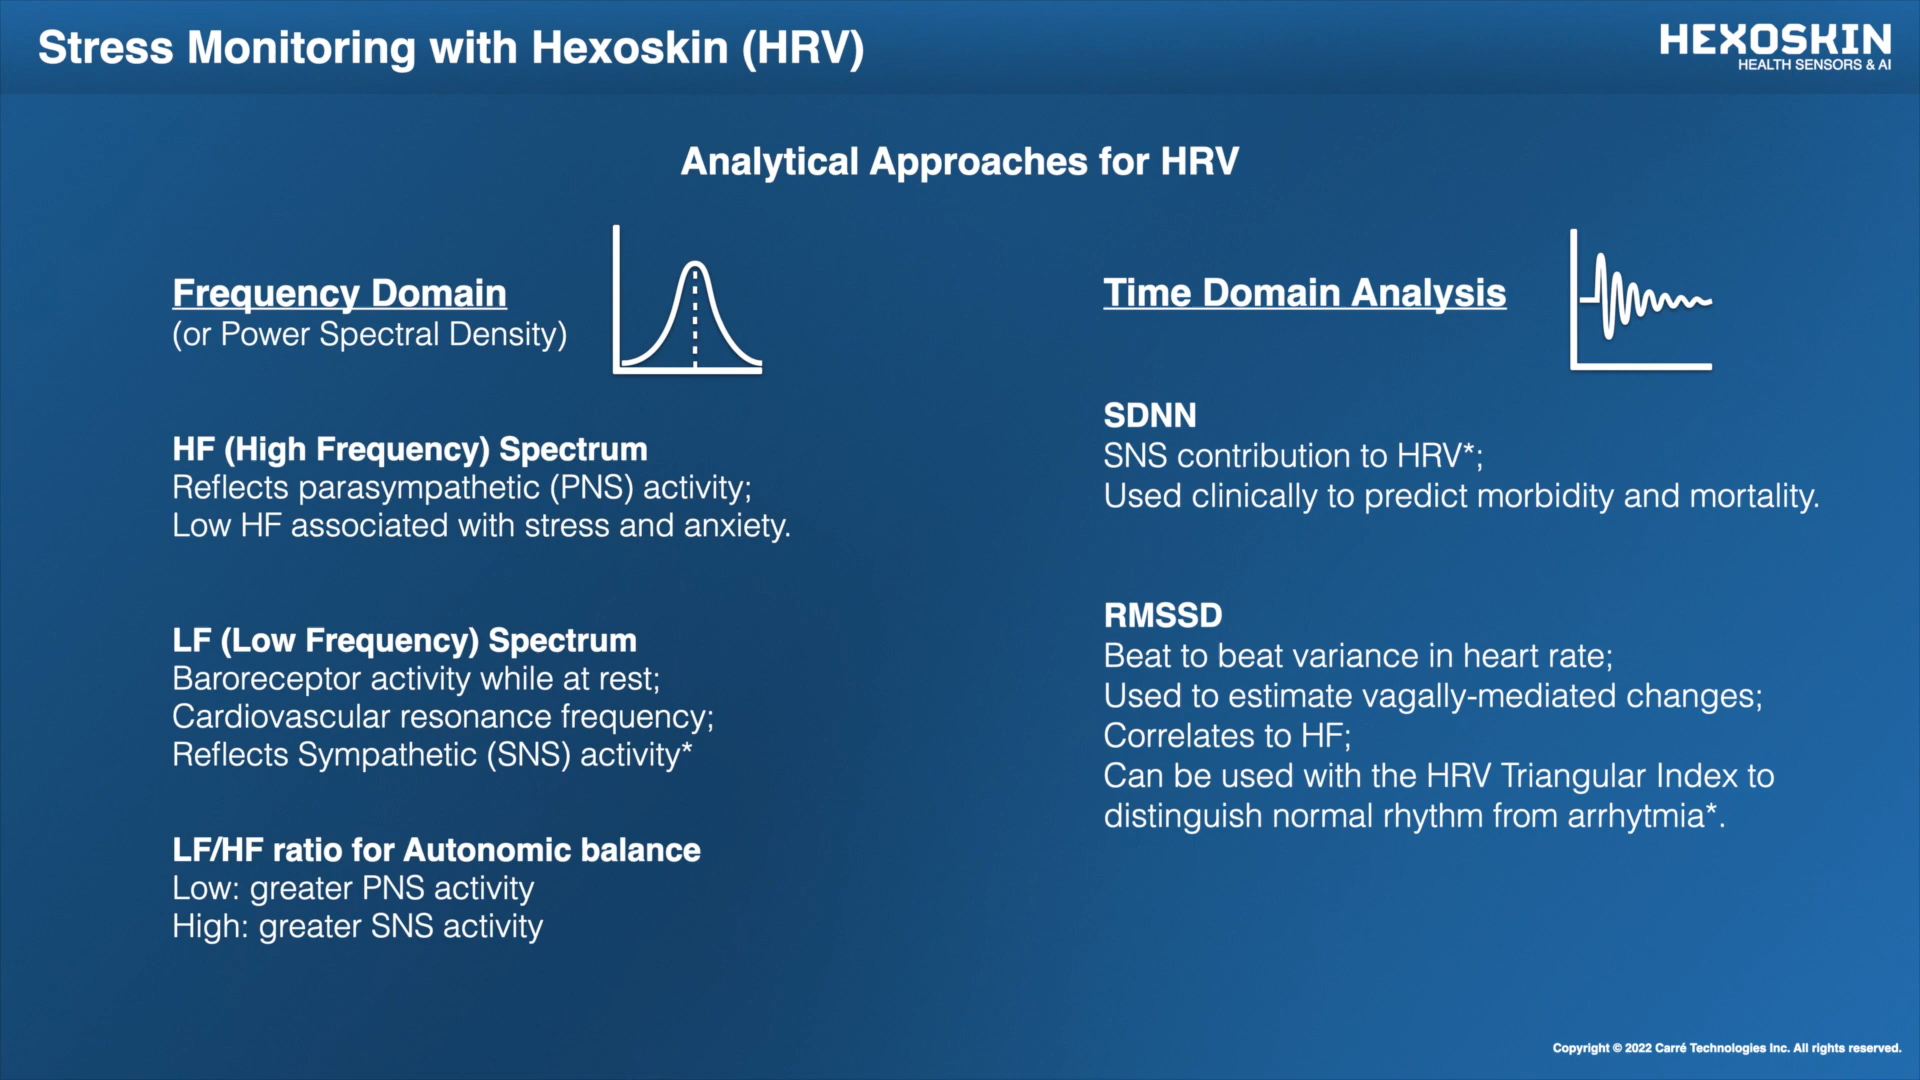 Stress Monitoring with Hexoskin (HRV)
HEXOSKIN
HEALTH SENSORS & AI
Analytical Approaches for HRV
Frequency Domain
(or Power Spectral Density)
HF (High Frequency) Spectrum
Reflects parasympathetic (PNS) activity;
Low HF associated with stress and anxiety.
LF (Low Frequency) Spectrum
Baroreceptor activity while at rest;
Cardiovascular resonance frequency;
Reflects Sympathetic (SNS) activity*
LF/HF ratio for Autonomic balance
Low: greater PNS activity
High: greater SNS activity
Time Domain Analysis
SDNN
SNS contribution to HRV*;
Used clinically to predict morbidity and mortality.
RMSSD
Beat to beat variance in heart rate;
Used to estimate vagally-mediated changes;
Correlates to HF;
Can be used with the HRV Triangular Index to
distinguish normal rhythm from arrhytmia*.
Copyright © 2022 Carré Technologies Inc. All rights reserved.